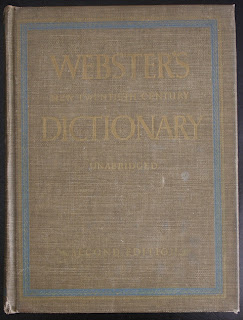 WEBSTER'S
NEW TWENTIETH CENTURY
DICTIONARY
UNABRIDGED
SECOND EDITION